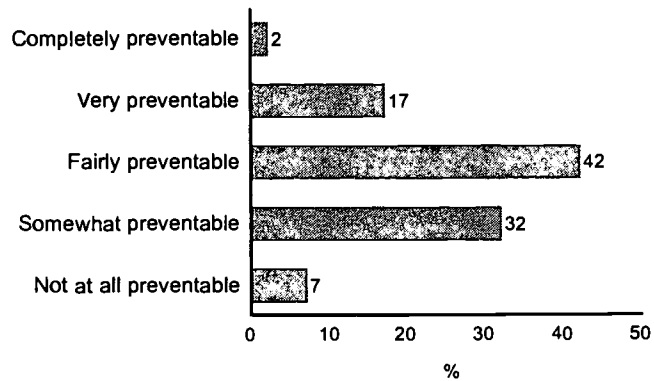 Completely preventable 2
Very preventable 17
Fairly preventable 42
Somewhat preventable 32
Not at all preventable 7
0 10 20 30 40 50
%